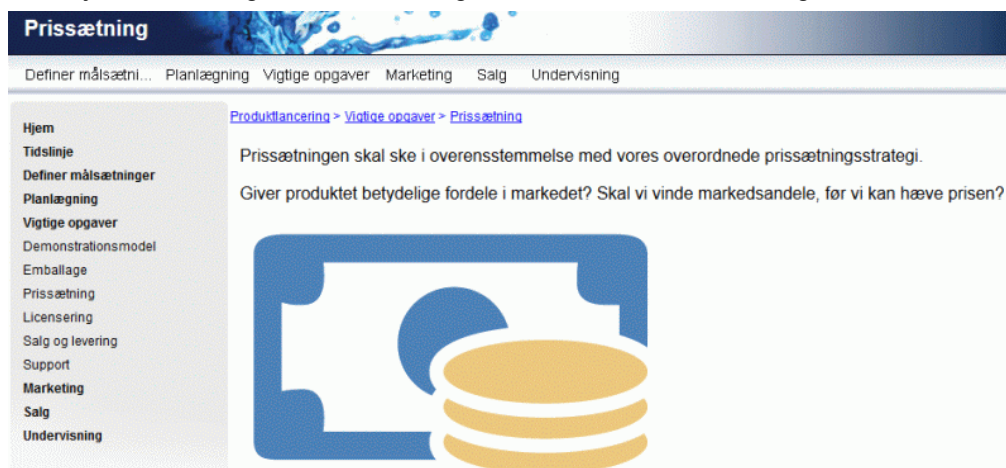 Prissætning
Definer målsætni... Planlægning Vigtige opgaver Marketing Salg Undervisning
Produktlancering > Vigtige opgaver > Prissætning
Hjem
Tidslinje
Definer målsætninger
Planlægning
Vigtige opgaver
Demonstrationsmodel
Emballage
Prissætning
Licensering
Salg og levering
Support
Marketing
Salg
Undervisning
Prissætningen skal ske i overensstemmelse med vores overordnede prissætningsstrategi.
Giver produktet betydelige fordele i markedet? Skal vi vinde markedsandele, før vi kan hæve prisen?